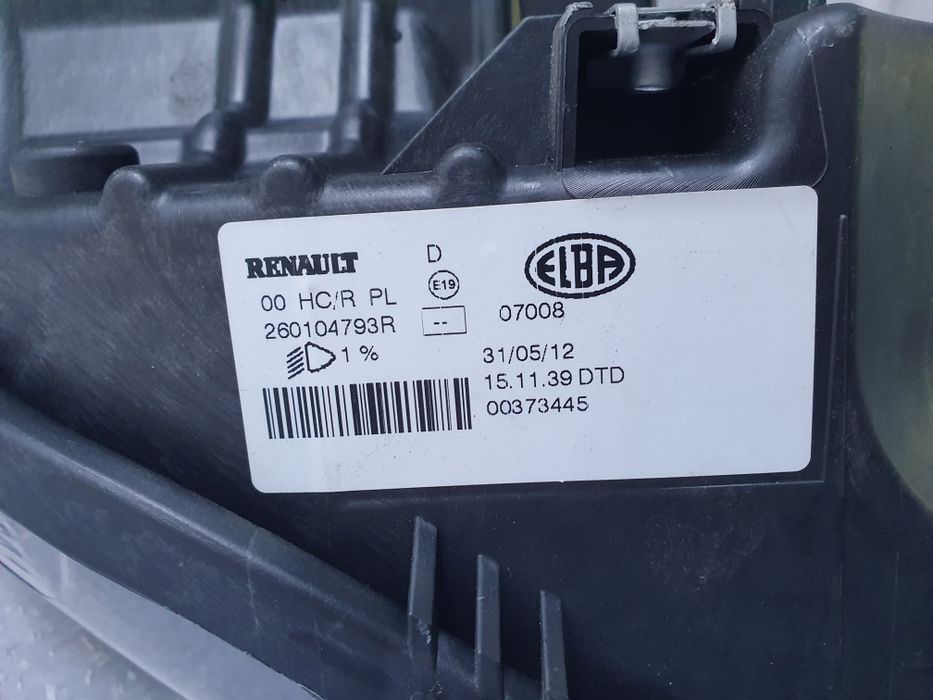 RENAULT
D
ELBA
E19
00 HC/R PL
260104793R
--
07008
1 %
31/05/12
15.11.39 DTD
00373445